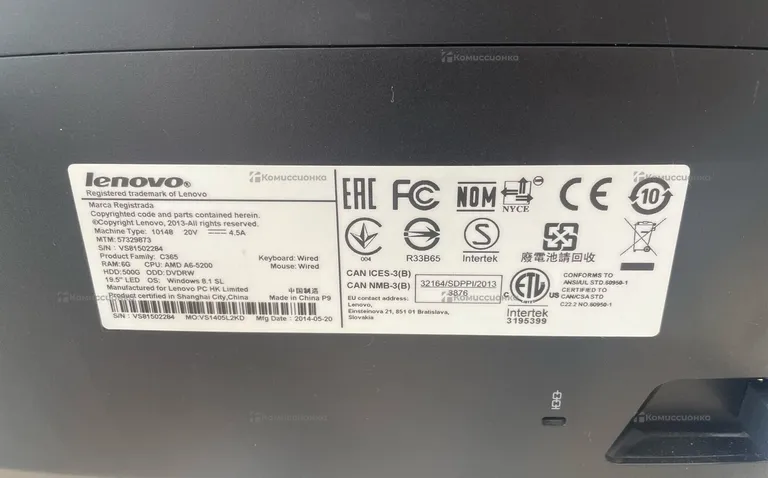 Комиссионка
lenovo®
Registered trademark of Lenovo
Комиссионка
Marca Registrada
Copyrighted code and parts contained herein.
©Copyright Lenovo, 2013-All rights reserved.
Machine Type: 10148 20V 4.5A
MTM: 57329873
S/N : VS81502284
Product Family: C365 Keyboard: Wired
RAM:6G CPU: AMD A6-5200 Mouse: Wired
HDD:500G ODD:DVDRW
19.5" LED OS: Windows 8.1 SL
Manufactured for Lenovo PC HK Limited 中国制造
Product certified in Shanghai City,China Made in China P9
S/N: VS81502284 MO:VS1405L2KD Mfg Date : 2014-05-20
EAC FC NOM NYCE CE 10
004 R33B65 S Intertek 廢電池請回收
CAN ICES-3(B)
CAN NMB-3(B)
32164/SDPPI/2013
3876
EU contact address:
Lenovo,
Einsteinova 21, 851 01 Bratislava,
Slovakia
ETL US
Intertek
3195399
CONFORMS TO
ANSI/UL STD.60950-1
CERTIFIED TO
CAN/CSA STD
C22.2 NO.60950-1
Комиссионка
Комиссионка
Комиссионка
Комиссионка
Комиссионка